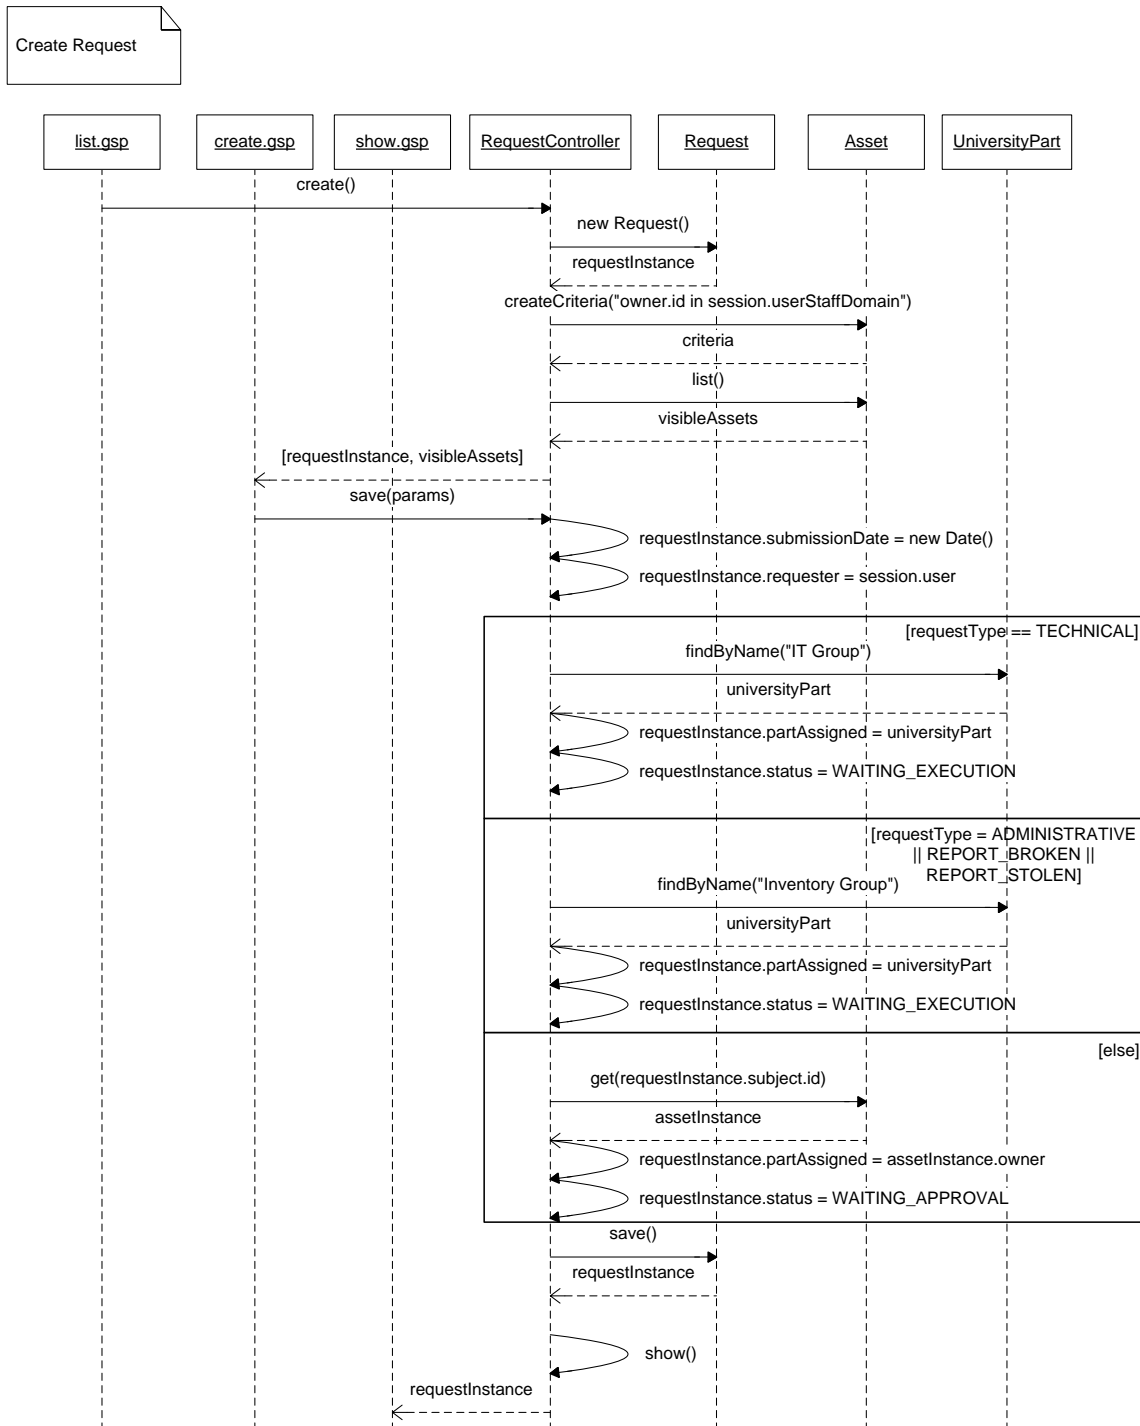 Create Request
list.gsp
create.gsp
show.gsp
RequestController
Request
Asset
UniversityPart
create()
new Request()
requestInstance
createCriteria("owner.id in session.userStaffDomain")
criteria
list()
visibleAssets
[requestInstance, visibleAssets]
save(params)
requestInstance.submissionDate = new Date()
requestInstance.requester = session.user
[requestType == TECHNICAL]
findByName("IT Group")
universityPart
requestInstance.partAssigned = universityPart
requestInstance.status = WAITING_EXECUTION
[requestType = ADMINISTRATIVE
|| REPORT_BROKEN ||
REPORT_STOLEN]
findByName("Inventory Group")
universityPart
requestInstance.partAssigned = universityPart
requestInstance.status = WAITING_EXECUTION
[else]
get(requestInstance.subject.id)
assetInstance
requestInstance.partAssigned = assetInstance.owner
requestInstance.status = WAITING_APPROVAL
save()
requestInstance
show()
requestInstance